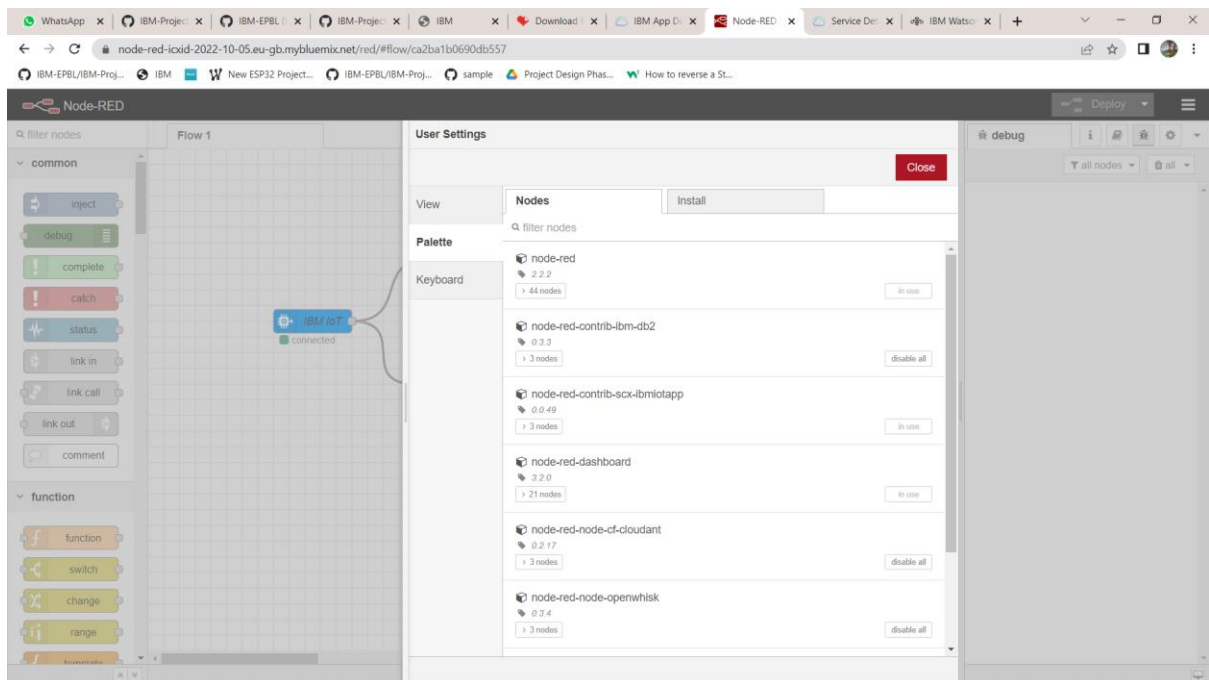 WhatsApp
IBM-Project
IBM-EPBL
IBM-Project
IBM
Download
IBM App D
Node-RED
Service Det
IBM Watso
node-red-icxid-2022-10-05.eu-gb.mybluemix.net/red/#flow/ca2ba1b0690db557
IBM-EPBL/IBM-Proj...
IBM
New ESP32 Project...
IBM-EPBL/IBM-Proj...
sample
Project Design Phas...
How to reverse a St...
Node-RED
Deploy
filter nodes
common
inject
debug
complete
catch
status
link in
link call
link out
comment
function
function
switch
change
range
template
Flow 1
IBM IoT
connected
User Settings
Close
View
Palette
Keyboard
Nodes
Install
filter nodes
node-red
2.2.2
> 44 nodes
in use
node-red-contrib-ibm-db2
0.3.3
> 3 nodes
disable all
node-red-contrib-scx-ibmiotapp
0.0.49
> 3 nodes
in use
node-red-dashboard
3.2.0
> 21 nodes
in use
node-red-node-cf-cloudant
0.2.17
> 3 nodes
disable all
node-red-node-openwhisk
0.3.4
> 3 nodes
disable all
debug
all nodes
all